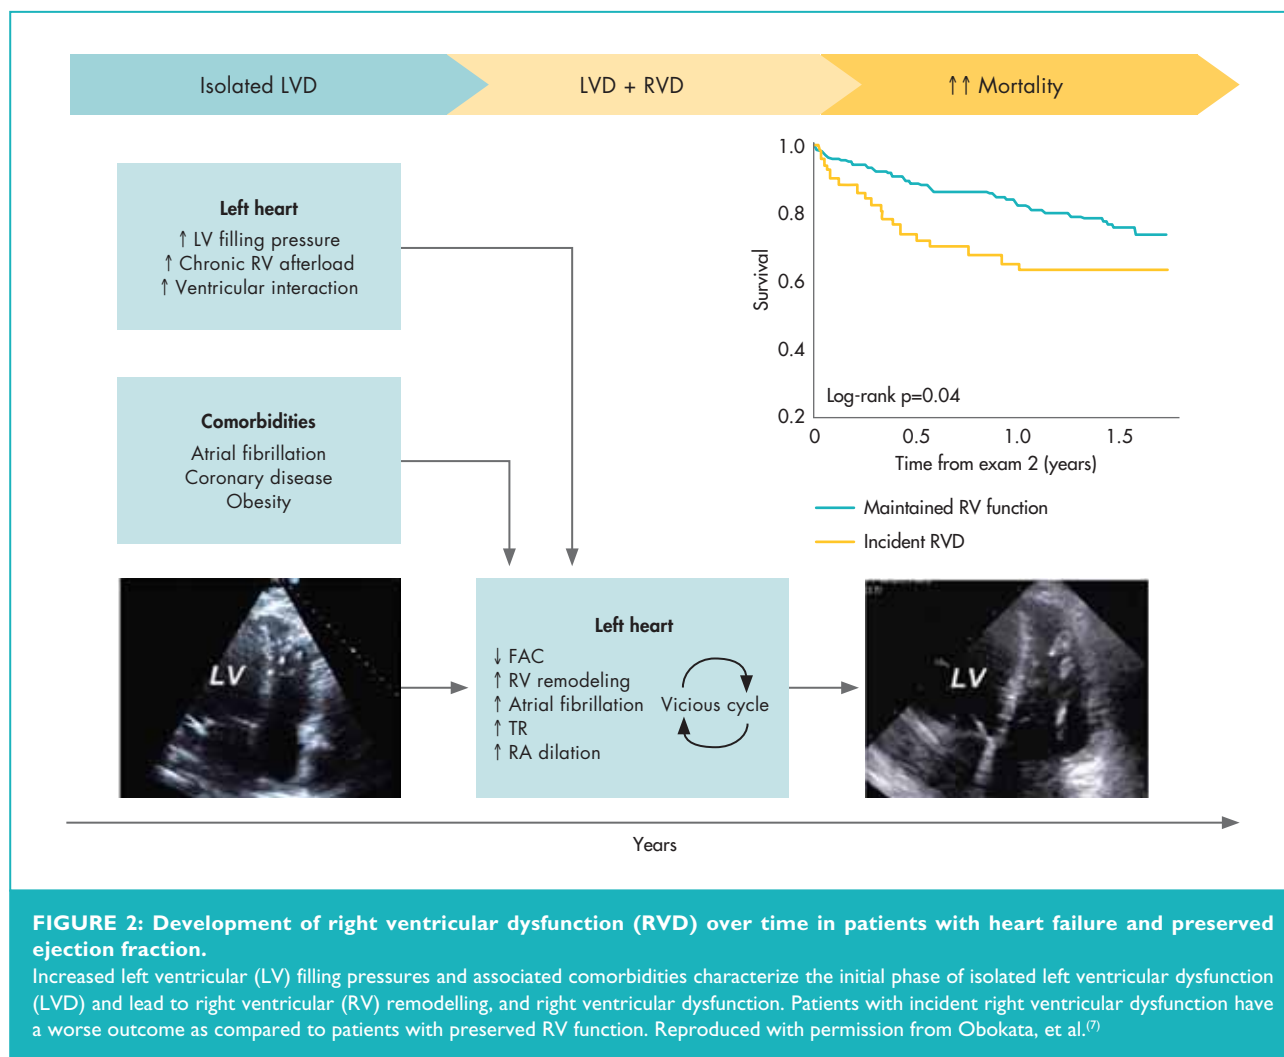 Isolated LVD
LVD + RVD
↑↑ Mortality
Left heart
↑ LV filling pressure
↑ Chronic RV afterload
↑ Ventricular interaction
Comorbidities
Atrial fibrillation
Coronary disease
Obesity
1.0
0.8
0.6
0.4
0.2
Survival
Log-rank p=0.04
0
0.5
1.0
1.5
Time from exam 2 (years)
Maintained RV function
Incident RVD
LV
Left heart
↓ FAC
↑ RV remodeling
↑ Atrial fibrillation
↑ TR
↑ RA dilation
Vicious cycle
LV
Years
FIGURE 2: Development of right ventricular dysfunction (RVD) over time in patients with heart failure and preserved
ejection fraction.
Increased left ventricular (LV) filling pressures and associated comorbidities characterize the initial phase of isolated left ventricular dysfunction
(LVD) and lead to right ventricular (RV) remodelling, and right ventricular dysfunction. Patients with incident right ventricular dysfunction have
a worse outcome as compared to patients with preserved RV function. Reproduced with permission from Obokata, et al.(7)